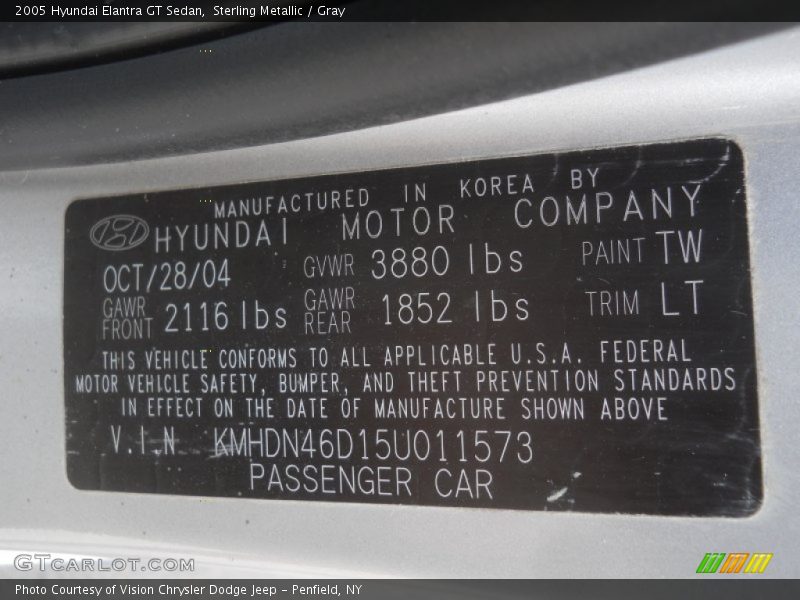 2005 Hyundai Elantra GT Sedan, Sterling Metallic / Gray
MANUFACTURED IN KOREA BY
HYUNDAI MOTOR COMPANY
OCT/28/04 GVWR 3880 lbs PAINT TW
GAWR FRONT 2116 lbs GAWR REAR 1852 lbs TRIM LT
THIS VEHICLE CONFORMS TO ALL APPLICABLE U.S.A. FEDERAL
MOTOR VEHICLE SAFETY, BUMPER, AND THEFT PREVENTION STANDARDS
IN EFFECT ON THE DATE OF MANUFACTURE SHOWN ABOVE
V.I.N KMHDN46D15U011573
PASSENGER CAR
GTCARLOT.COM
Photo Courtesy of Vision Chrysler Dodge Jeep – Penfield, NY